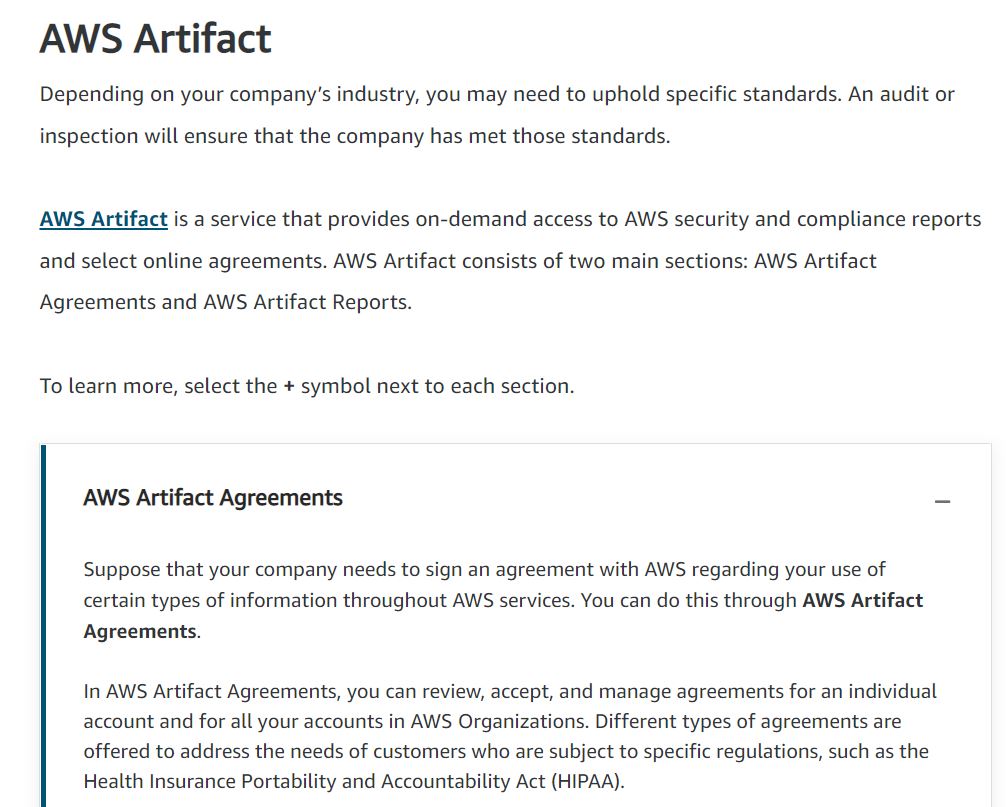 AWS Artifact
Depending on your company’s industry, you may need to uphold specific standards. An audit or
inspection will ensure that the company has met those standards.
AWS Artifact is a service that provides on-demand access to AWS security and compliance reports
and select online agreements. AWS Artifact consists of two main sections: AWS Artifact
Agreements and AWS Artifact Reports.
To learn more, select the + symbol next to each section.
AWS Artifact Agreements
Suppose that your company needs to sign an agreement with AWS regarding your use of
certain types of information throughout AWS services. You can do this through AWS Artifact
Agreements.
In AWS Artifact Agreements, you can review, accept, and manage agreements for an individual
account and for all your accounts in AWS Organizations. Different types of agreements are
offered to address the needs of customers who are subject to specific regulations, such as the
Health Insurance Portability and Accountability Act (HIPAA).